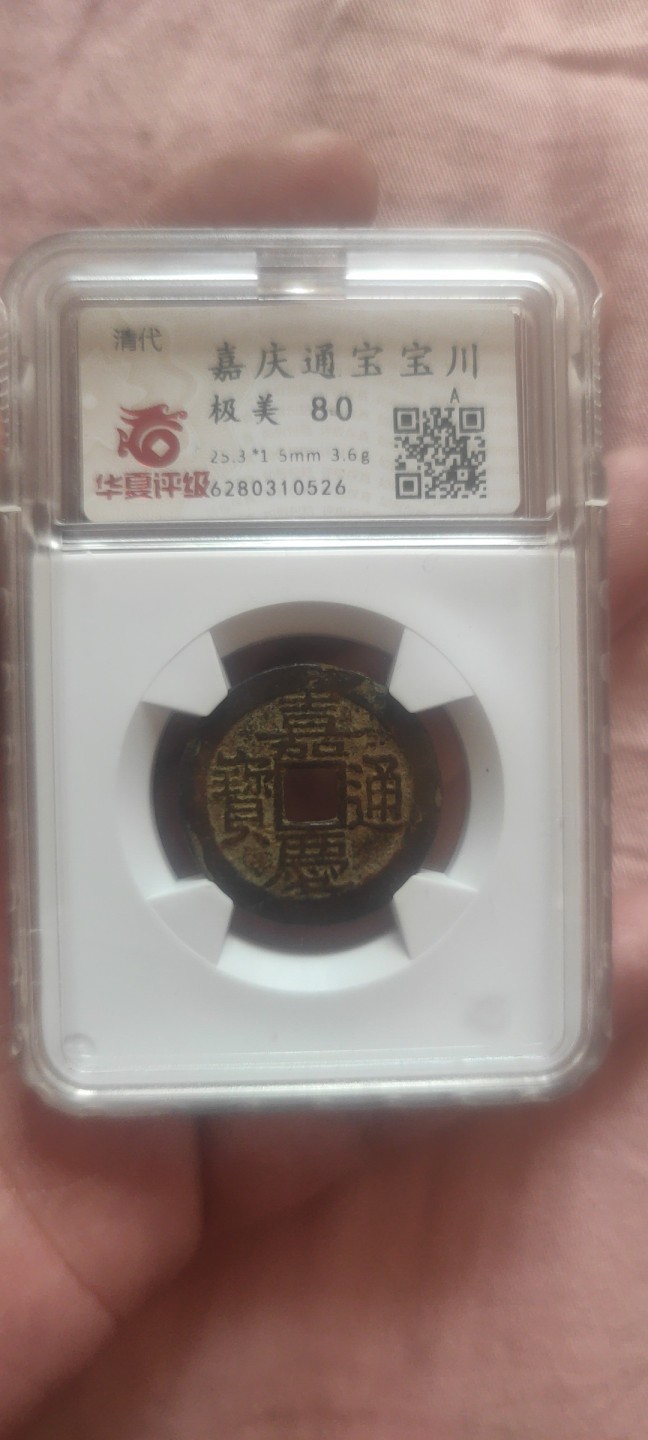 清代
嘉庆通宝宝川
极美 80
A
25.3*1 5mm 3.6g
华夏评级
6280310526
嘉
寶 通
慶